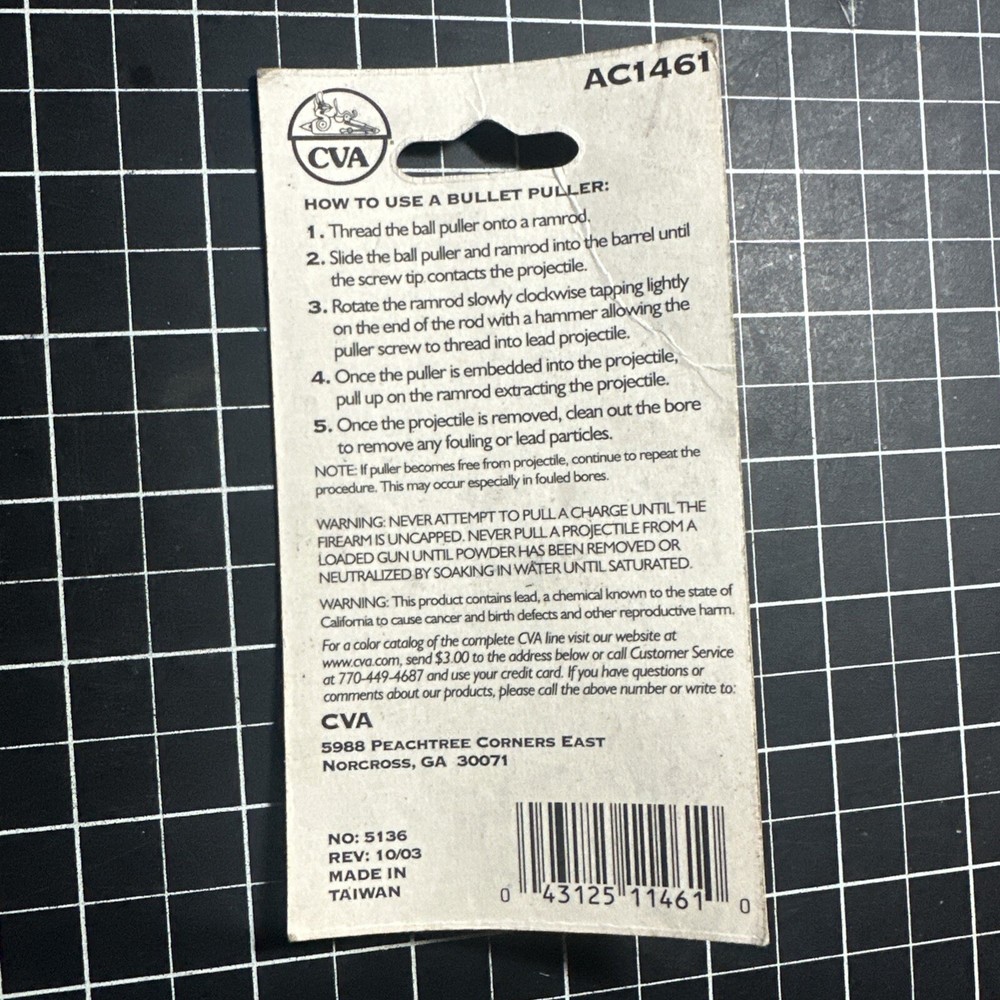 AC1461
CVA
HOW TO USE A BULLET PULLER:
1. Thread the ball puller onto a ramrod.
2. Slide the ball puller and ramrod into the barrel until
the screw tip contacts the projectile.
3. Rotate the ramrod slowly clockwise tapping lightly
on the end of the rod with a hammer allowing the
puller screw to thread into lead projectile.
4. Once the puller is embedded into the projectile,
pull up on the ramrod extracting the projectile.
5. Once the projectile is removed, clean out the bore
to remove any fouling or lead particles.
NOTE: If puller becomes free from projectile, continue to repeat the
procedure. This may occur especially in fouled bores.
WARNING: NEVER ATTEMPT TO PULL A CHARGE UNTIL THE
FIREARM IS UNCAPPED. NEVER PULL A PROJECTILE FROM A
LOADED GUN UNTIL POWDER HAS BEEN REMOVED OR
NEUTRALIZED BY SOAKING IN WATER UNTIL SATURATED.
WARNING: This product contains lead, a chemical known to the state of
California to cause cancer and birth defects and other reproductive harm.
For a color catalog of the complete CVA line visit our website at
www.cva.com, send $3.00 to the address below or call Customer Service
at 770-449-4687 and use your credit card. If you have questions or
comments about our products, please call the above number or write to:
CVA
5988 PEACHTREE CORNERS EAST
NORCROSS, GA 30071
NO: 5136
REV: 10/03
MADE IN
TAIWAN
0 43125 11461 0